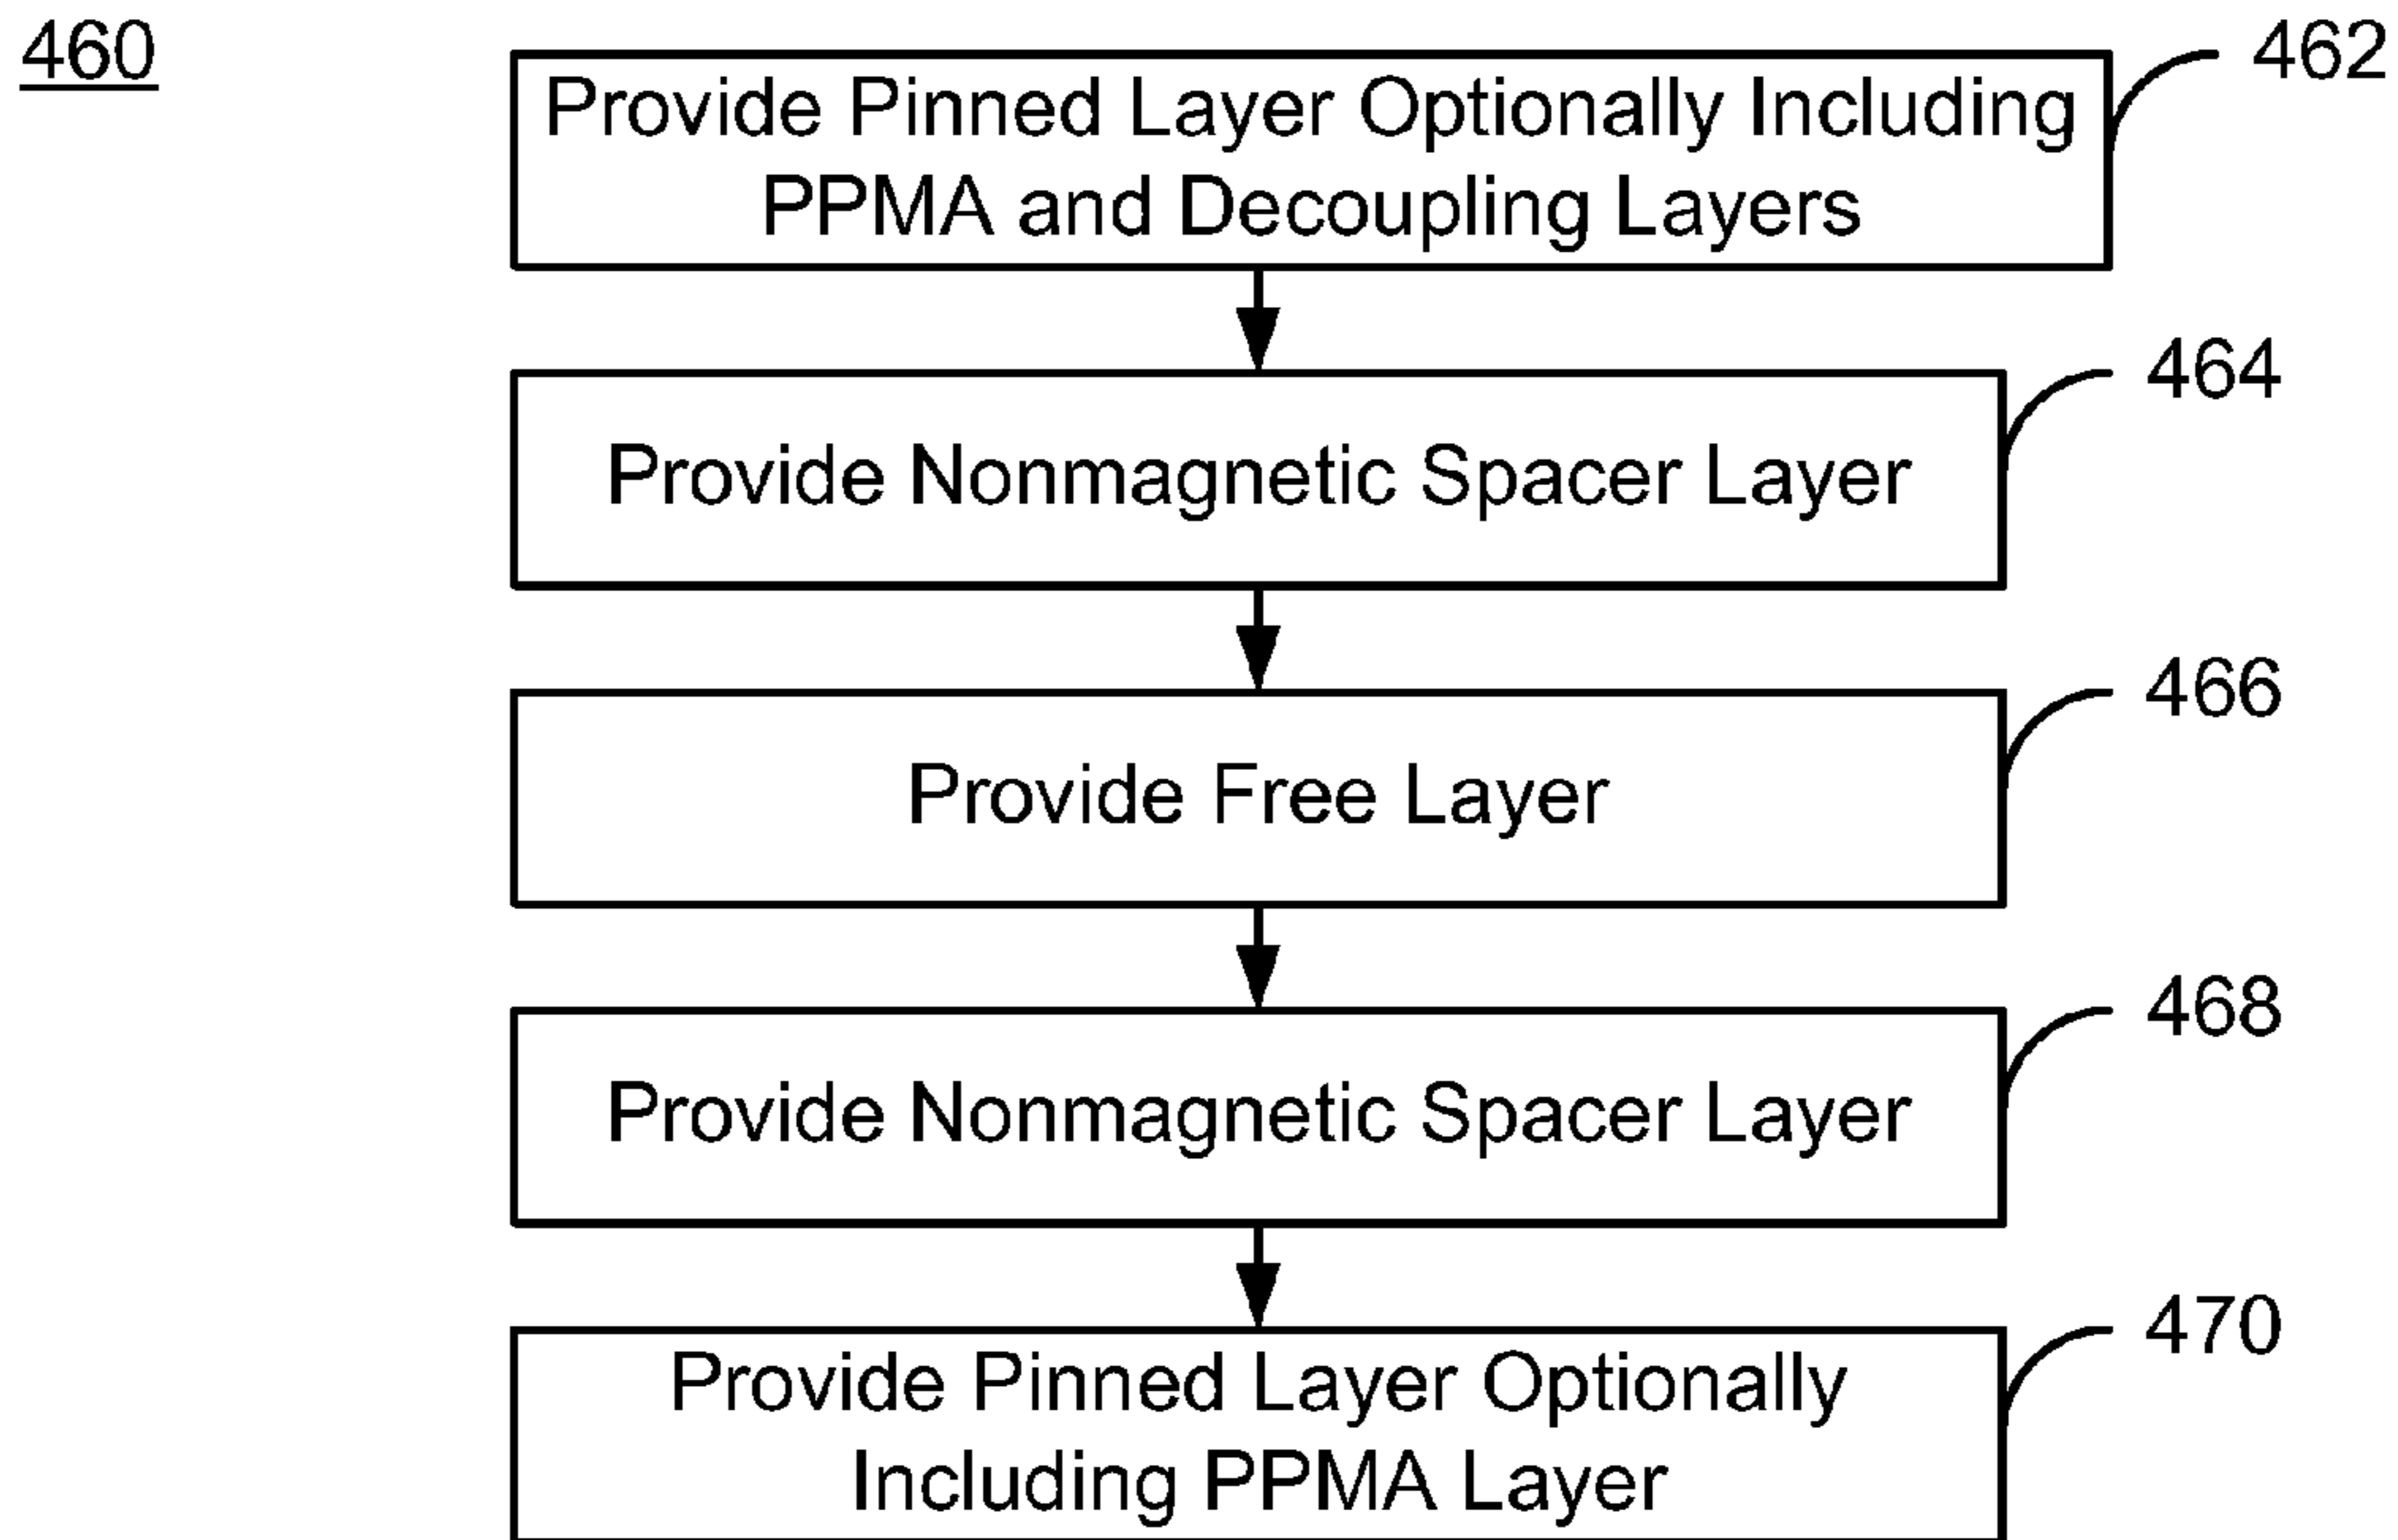 460
Provide Pinned Layer Optionally Including
PPMA and Decoupling Layers
462
Provide Nonmagnetic Spacer Layer
464
Provide Free Layer
466
Provide Nonmagnetic Spacer Layer
468
Provide Pinned Layer Optionally
Including PPMA Layer
470